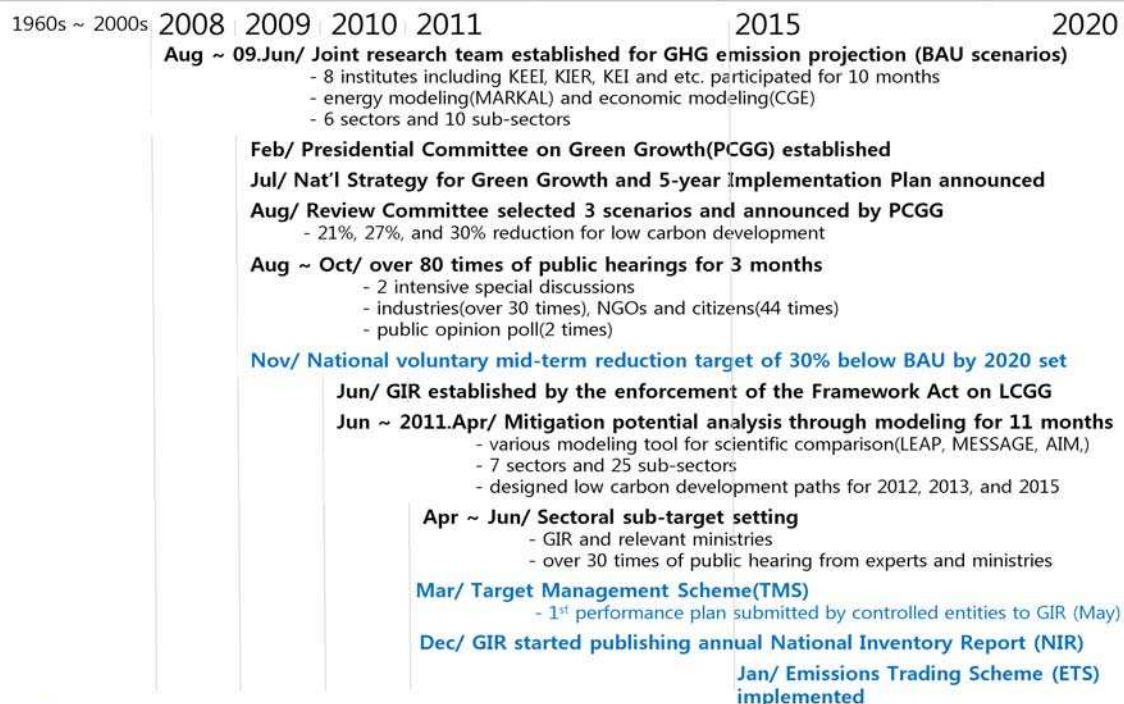 1960s ~ 2000s 2008 2009 2010 2011 2015 2020
Aug ~ 09.Jun/ Joint research team established for GHG emission projection (BAU scenarios)
- 8 institutes including KEEI, KIER, KEI and etc. participated for 10 months
- energy modeling(MARKAL) and economic modeling(CGE)
- 6 sectors and 10 sub-sectors
Feb/ Presidential Committee on Green Growth(PCGG) established
Jul/ Nat'l Strategy for Green Growth and 5-year Implementation Plan announced
Aug/ Review Committee selected 3 scenarios and announced by PCGG
- 21%, 27%, and 30% reduction for low carbon development
Aug ~ Oct/ over 80 times of public hearings for 3 months
- 2 intensive special discussions
- industries(over 30 times), NGOs and citizens(44 times)
- public opinion poll(2 times)
Nov/ National voluntary mid-term reduction target of 30% below BAU by 2020 set
Jun/ GIR established by the enforcement of the Framework Act on LCGG
Jun ~ 2011.Apr/ Mitigation potential analysis through modeling for 11 months
- various modeling tool for scientific comparison(LEAP, MESSAGE, AIM,)
- 7 sectors and 25 sub-sectors
- designed low carbon development paths for 2012, 2013, and 2015
Apr ~ Jun/ Sectoral sub-target setting
- GIR and relevant ministries
- over 30 times of public hearing from experts and ministries
Mar/ Target Management Scheme(TMS)
- 1st performance plan submitted by controlled entities to GIR (May)
Dec/ GIR started publishing annual National Inventory Report (NIR)
Jan/ Emissions Trading Scheme (ETS)
implemented